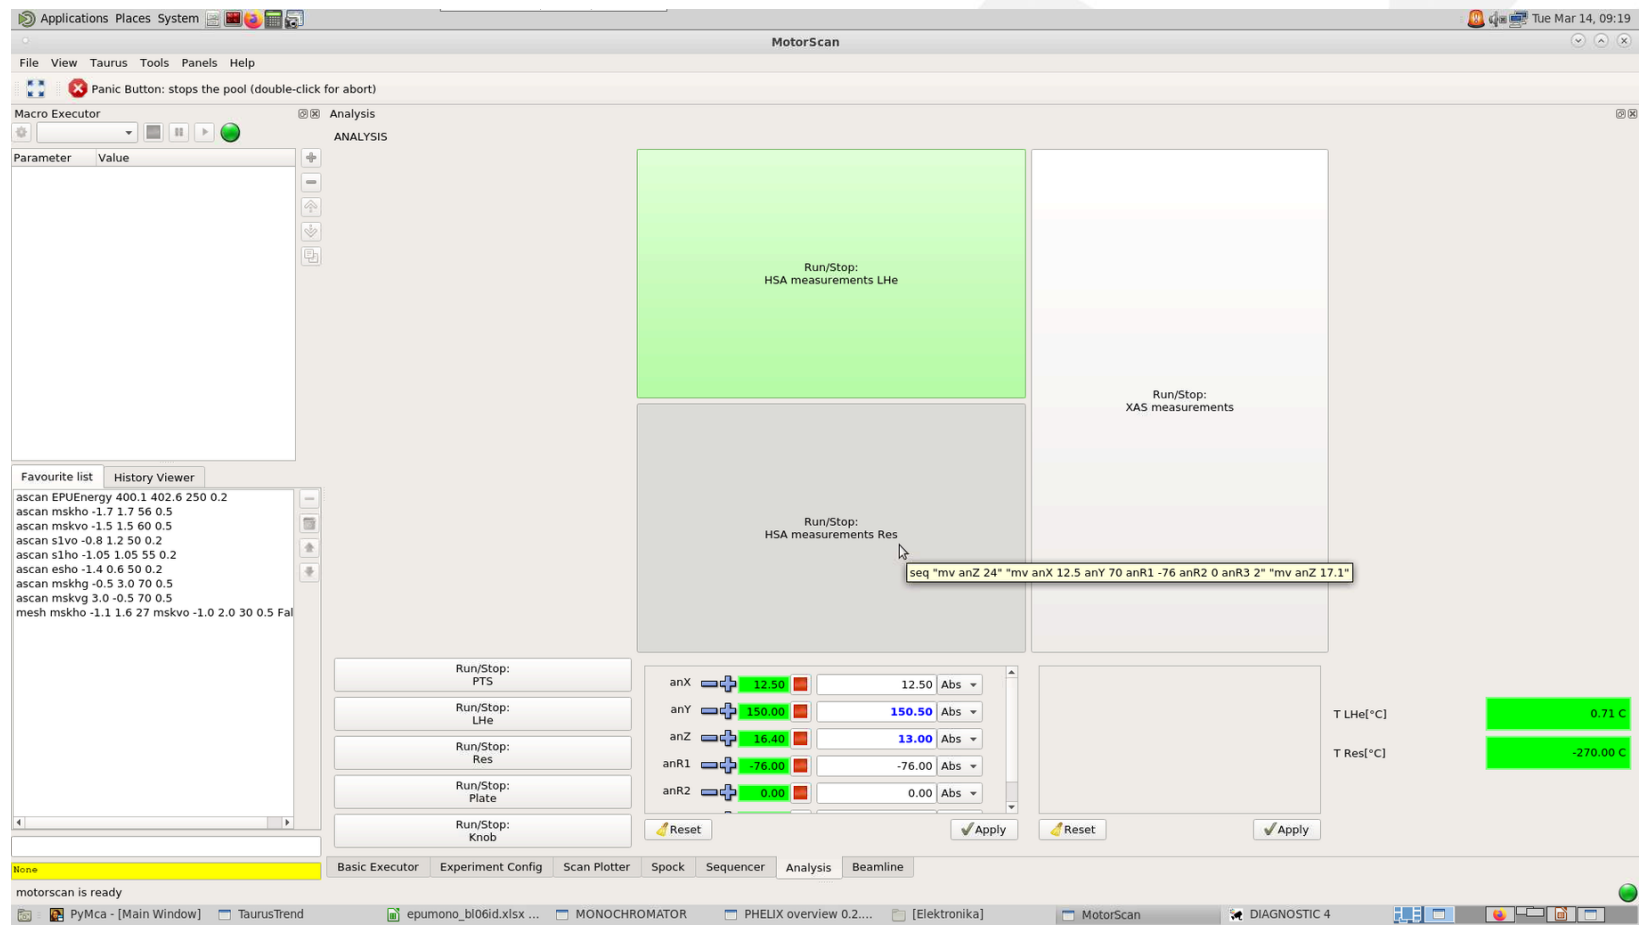 Applications Places System
Tue Mar 14, 09:19
MotorScan
File View Taurus Tools Panels Help
Panic Button: stops the pool (double-click for abort)
Macro Executor
Parameter Value
Favourite list History Viewer
ascan EPUEnergy 400.1 402.6 250 0.2
ascan mskho -1.7 1.7 56 0.5
ascan mskvo -1.5 1.5 60 0.5
ascan s1vo -0.8 1.2 50 0.2
ascan s1ho -1.05 1.05 55 0.2
ascan esho -1.4 0.6 50 0.2
ascan mskhg -0.5 3.0 70 0.5
ascan mskvg 3.0 -0.5 70 0.5
mesh mskho -1.1 1.6 27 mskvo -1.0 2.0 30 0.5 Fal
None
motorscan is ready
Analysis
ANALYSIS
Run/Stop:
HSA measurements LHe
Run/Stop:
XAS measurements
Run/Stop:
HSA measurements Res
seq "mv anZ 24" "mv anX 12.5 anY 70 anR1 -76 anR2 0 anR3 2" "mv anZ 17.1"
Run/Stop:
PTS
Run/Stop:
LHe
Run/Stop:
Res
Run/Stop:
Plate
Run/Stop:
Knob
anX 12.50 12.50 Abs
anY 150.00 150.50 Abs
anZ 16.40 13.00 Abs
anR1 -76.00 -76.00 Abs
anR2 0.00 0.00 Abs
Reset Apply
Reset Apply
T LHe[°C] 0.71 C
T Res[°C] -270.00 C
Basic Executor Experiment Config Scan Plotter Spock Sequencer Analysis Beamline
PyMca - [Main Window] TaurusTrend epumono_bl06id.xlsx ... MONOCHROMATOR PHELIX overview 0.2.... [Elektronika] MotorScan DIAGNOSTIC 4